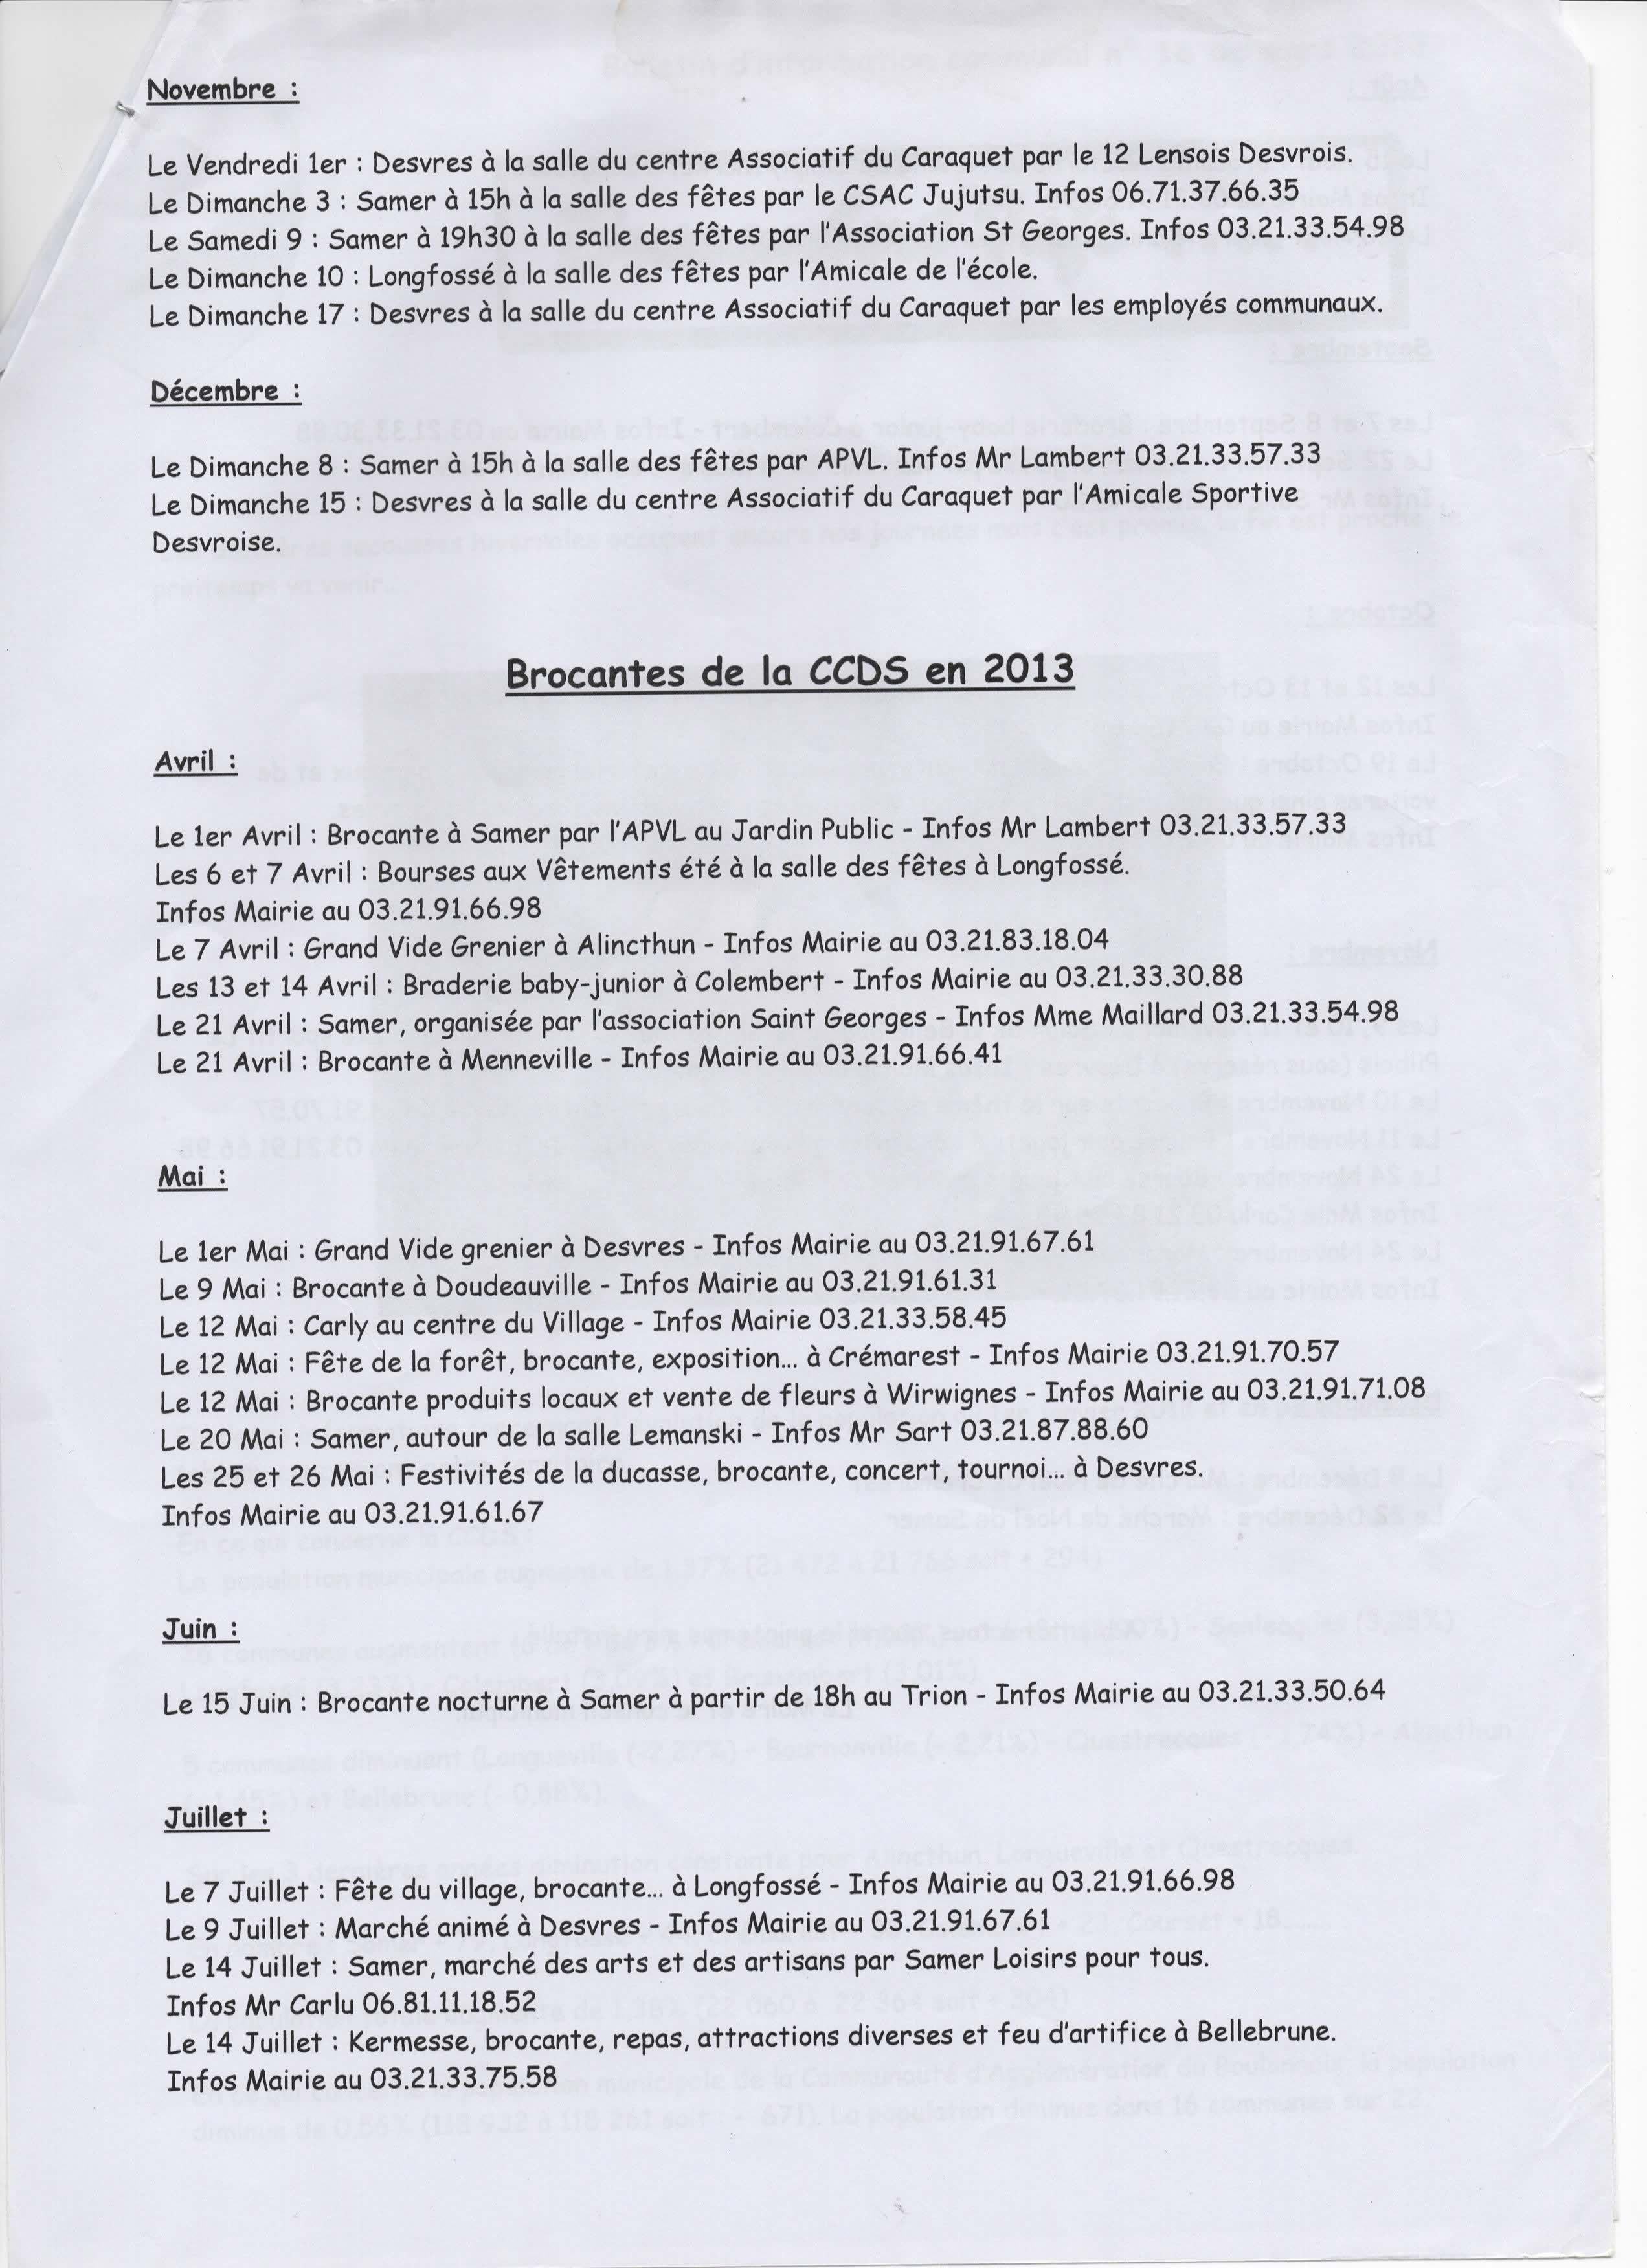 Novembre :
Le Vendredi 1er : Desvres à la salle du centre Associatif du Caraquet par le 12 Lensois Desvrois.
Le Dimanche 3 : Samer à 15h à la salle des fêtes par le CSAC Jujutsu. Infos 06.71.37.66.35
Le Samedi 9 : Samer à 19h30 à la salle des fêtes par l'Association St Georges. Infos 03.21.33.54.98
Le Dimanche 10 : Longfossé à la salle des fêtes par l'Amicale de l'école.
Le Dimanche 17 : Desvres à la salle du centre Associatif du Caraquet par les employés communaux.
Décembre :
Le Dimanche 8 : Samer à 15h à la salle des fêtes par APVL. Infos Mr Lambert 03.21.33.57.33
Le Dimanche 15 : Desvres à la salle du centre Associatif du Caraquet par l'Amicale Sportive
Desvroise.
Brocantes de la CCDS en 2013
Avril :
Le 1er Avril : Brocante à Samer par l'APVL au Jardin Public - Infos Mr Lambert 03.21.33.57.33
Les 6 et 7 Avril : Bourses aux Vêtements été à la salle des fêtes à Longfossé.
Infos Mairie au 03.21.91.66.98
Le 7 Avril : Grand Vide Grenier à Alincthun - Infos Mairie au 03.21.83.18.04
Les 13 et 14 Avril : Braderie baby-junior à Colembert - Infos Mairie au 03.21.33.30.88
Le 21 Avril : Samer, organisée par l'association Saint Georges - Infos Mme Maillard 03.21.33.54.98
Le 21 Avril : Brocante à Menneville - Infos Mairie au 03.21.91.66.41
Mai :
Le 1er Mai : Grand Vide grenier à Desvres - Infos Mairie au 03.21.91.67.61
Le 9 Mai : Brocante à Doudeauville - Infos Mairie au 03.21.91.61.31
Le 12 Mai : Carly au centre du Village - Infos Mairie 03.21.33.58.45
Le 12 Mai : Fête de la forêt, brocante, exposition... à Crémarest - Infos Mairie 03.21.91.70.57
Le 12 Mai : Brocante produits locaux et vente de fleurs à Wirwignes - Infos Mairie au 03.21.91.71.08
Le 20 Mai : Samer, autour de la salle Lemanski - Infos Mr Sart 03.21.87.88.60
Les 25 et 26 Mai : Festivités de la ducasse, brocante, concert, tournoi... à Desvres.
Infos Mairie au 03.21.91.61.67
Juin :
Le 15 Juin : Brocante nocturne à Samer à partir de 18h au Trion - Infos Mairie au 03.21.33.50.64
Juillet :
Le 7 Juillet : Fête du village, brocante... à Longfossé - Infos Mairie au 03.21.91.66.98
Le 9 Juillet : Marché animé à Desvres - Infos Mairie au 03.21.91.67.61
Le 14 Juillet : Samer, marché des arts et des artisans par Samer Loisirs pour tous.
Infos Mr Carlu 06.81.11.18.52
Le 14 Juillet : Kermesse, brocante, repas, attractions diverses et feu d'artifice à Bellebrune.
Infos Mairie au 03.21.33.75.58